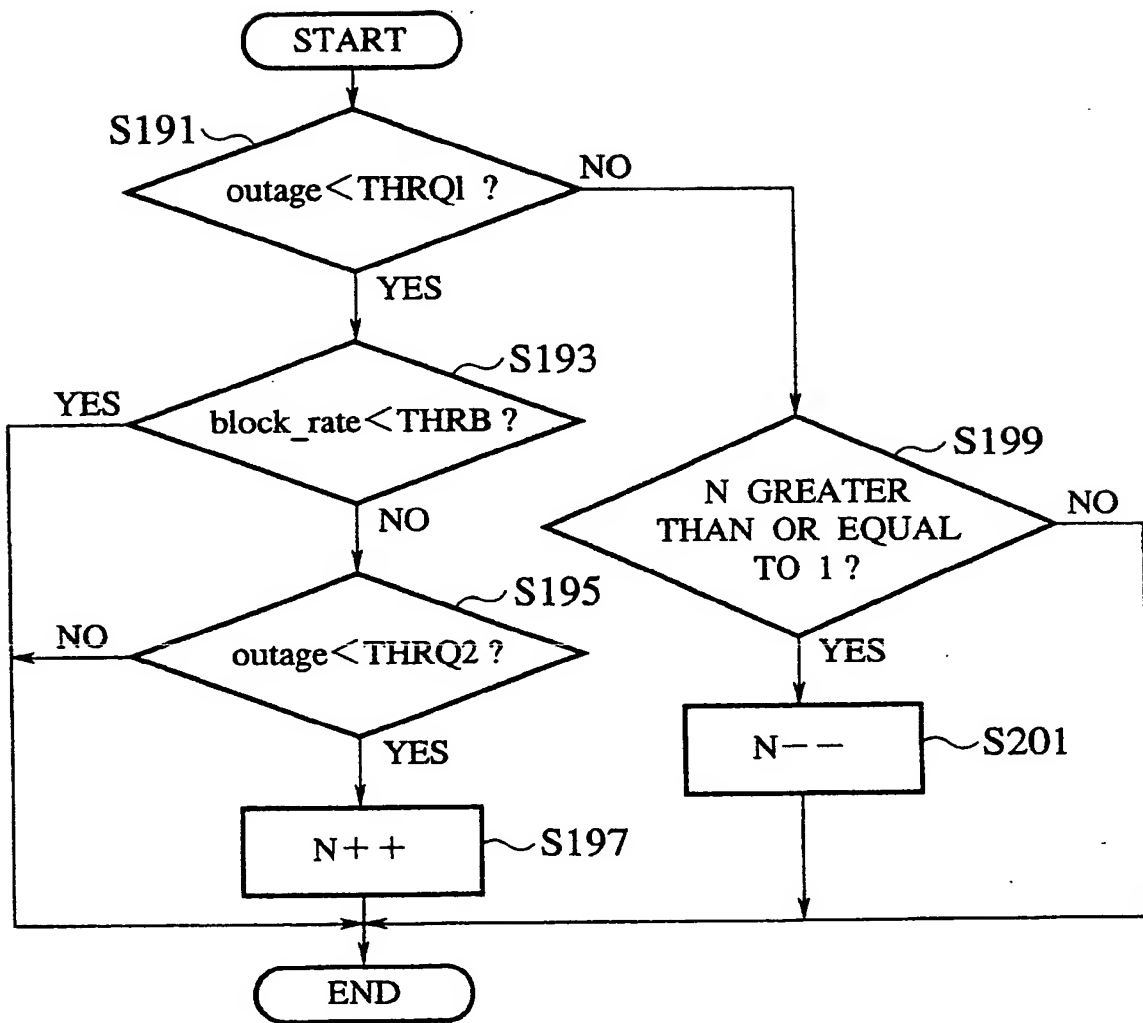 START
S191
outage<THRQ1 ?
NO
YES
S193
YES
block_rate<THRB ?
NO
S199
N GREATER
THAN OR EQUAL
TO 1 ?
NO
S195
NO
outage<THRQ2 ?
YES
YES
N−−
S201
N++
S197
END